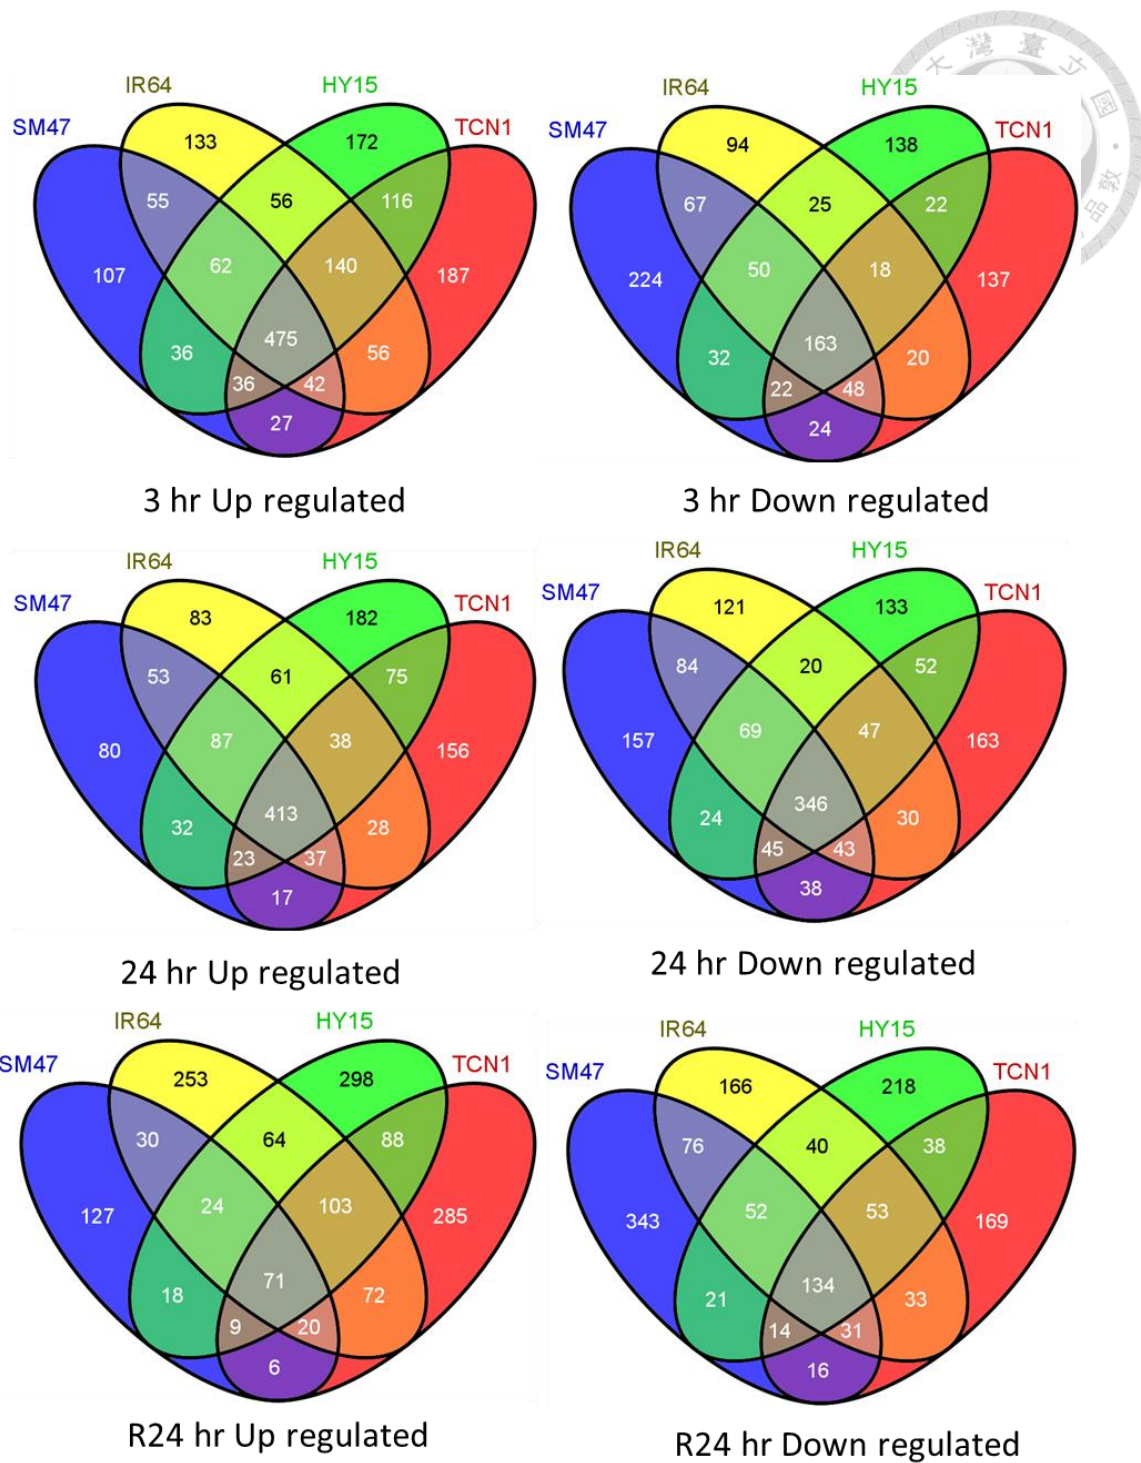 大 灣 臺 立 國
品 敦
IR64 HY15
SM47 TCN1
133 172
55 56 116
107 62 140 187
475
36 56
36 42
27
3 hr Up regulated
IR64 HY15
SM47 TCN1
94 138
67 25 22
224 50 18 137
163
32 20
22 48
24
3 hr Down regulated
IR64 HY15
SM47 TCN1
83 182
53 61 75
80 87 38 156
413
32 28
23 37
17
24 hr Up regulated
IR64 HY15
SM47 TCN1
121 133
84 20 52
157 69 47 163
346
24 30
45 43
38
24 hr Down regulated
IR64 HY15
SM47 TCN1
253 298
30 64 88
127 24 103 285
71
18 72
9 20
6
R24 hr Up regulated
IR64 HY15
SM47 TCN1
166 218
76 40 38
343 52 53 169
134
21 33
14 31
16
R24 hr Down regulated